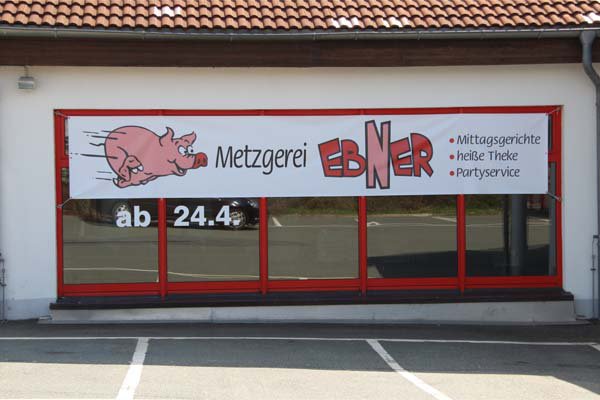 Metzgerei EBNER
• Mittagsgerichte
• heiße Theke
• Partyservice
ab 24.4.